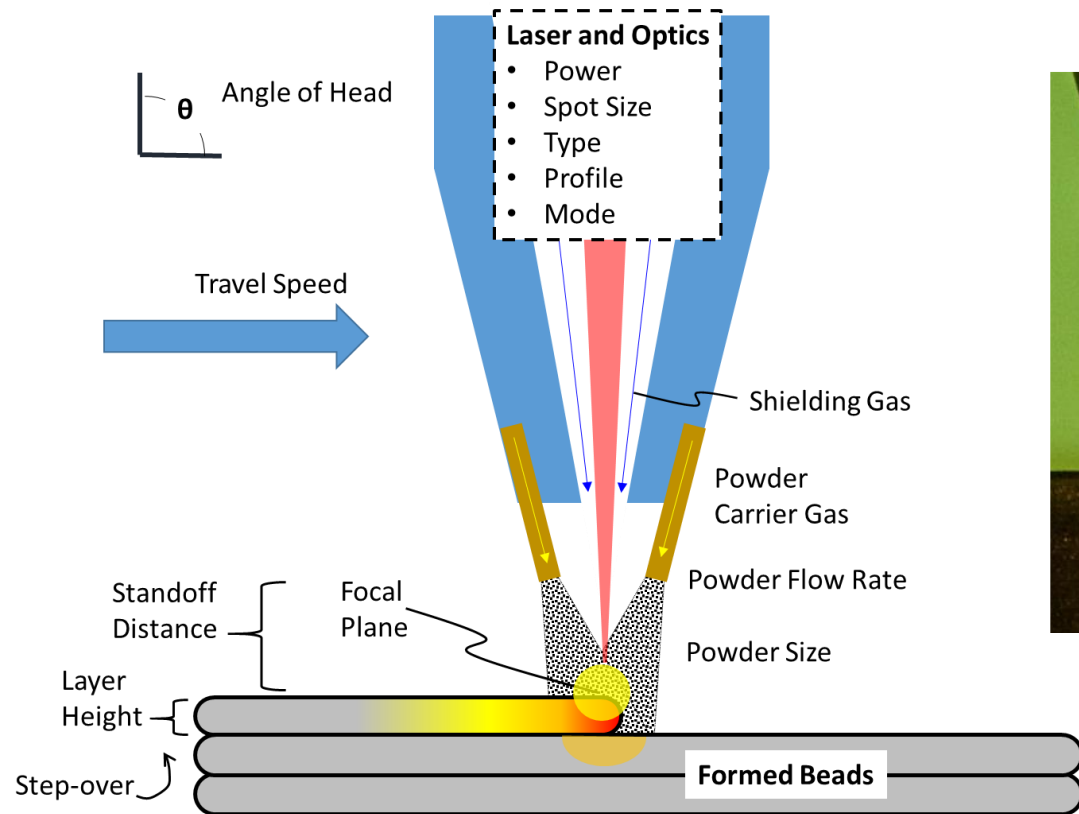 Laser and Optics
• Power
• Spot Size
• Type
• Profile
• Mode
Angle of Head
θ
Travel Speed
Shielding Gas
Powder
Carrier Gas
Powder Flow Rate
Standoff
Distance
Focal
Plane
Powder Size
Layer
Height
Step-over
Formed Beads